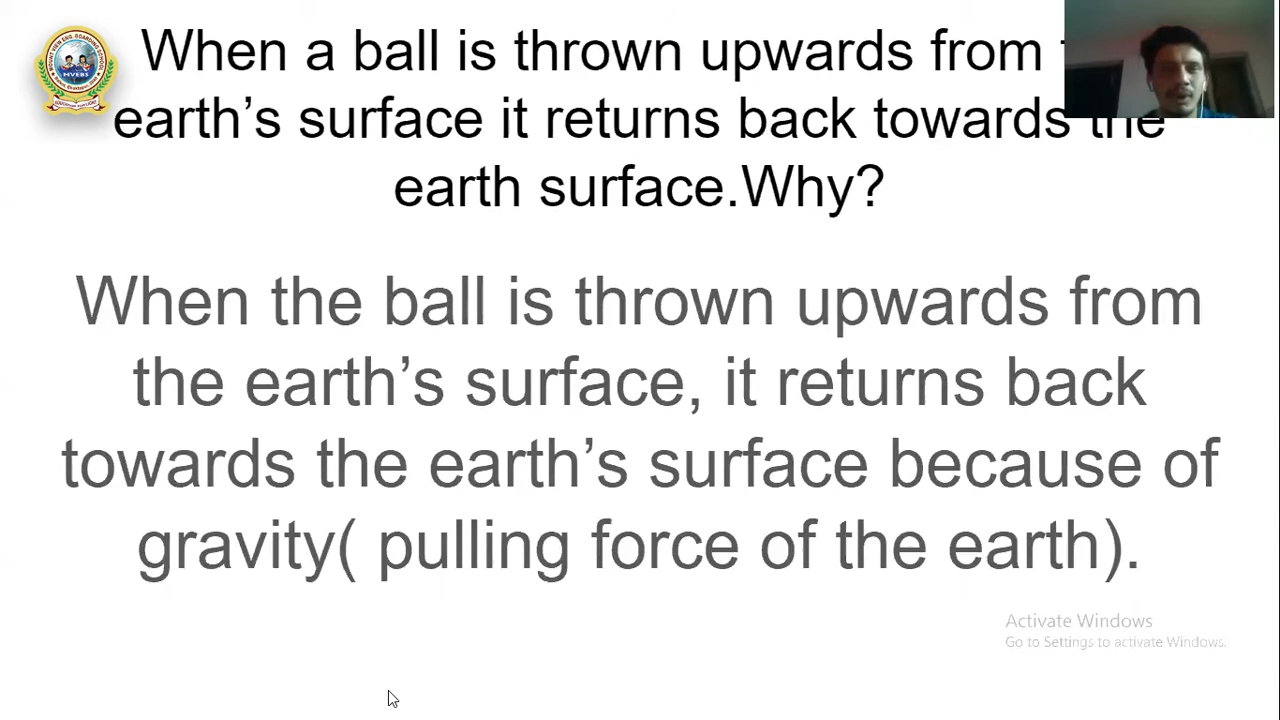 When a ball is thrown upwards from
earth’s surface it returns back towards the
earth surface.Why?
When the ball is thrown upwards from
the earth’s surface, it returns back
towards the earth’s surface because of
gravity( pulling force of the earth).
MVEBS
Activate Windows
Go to Settings to activate Windows.